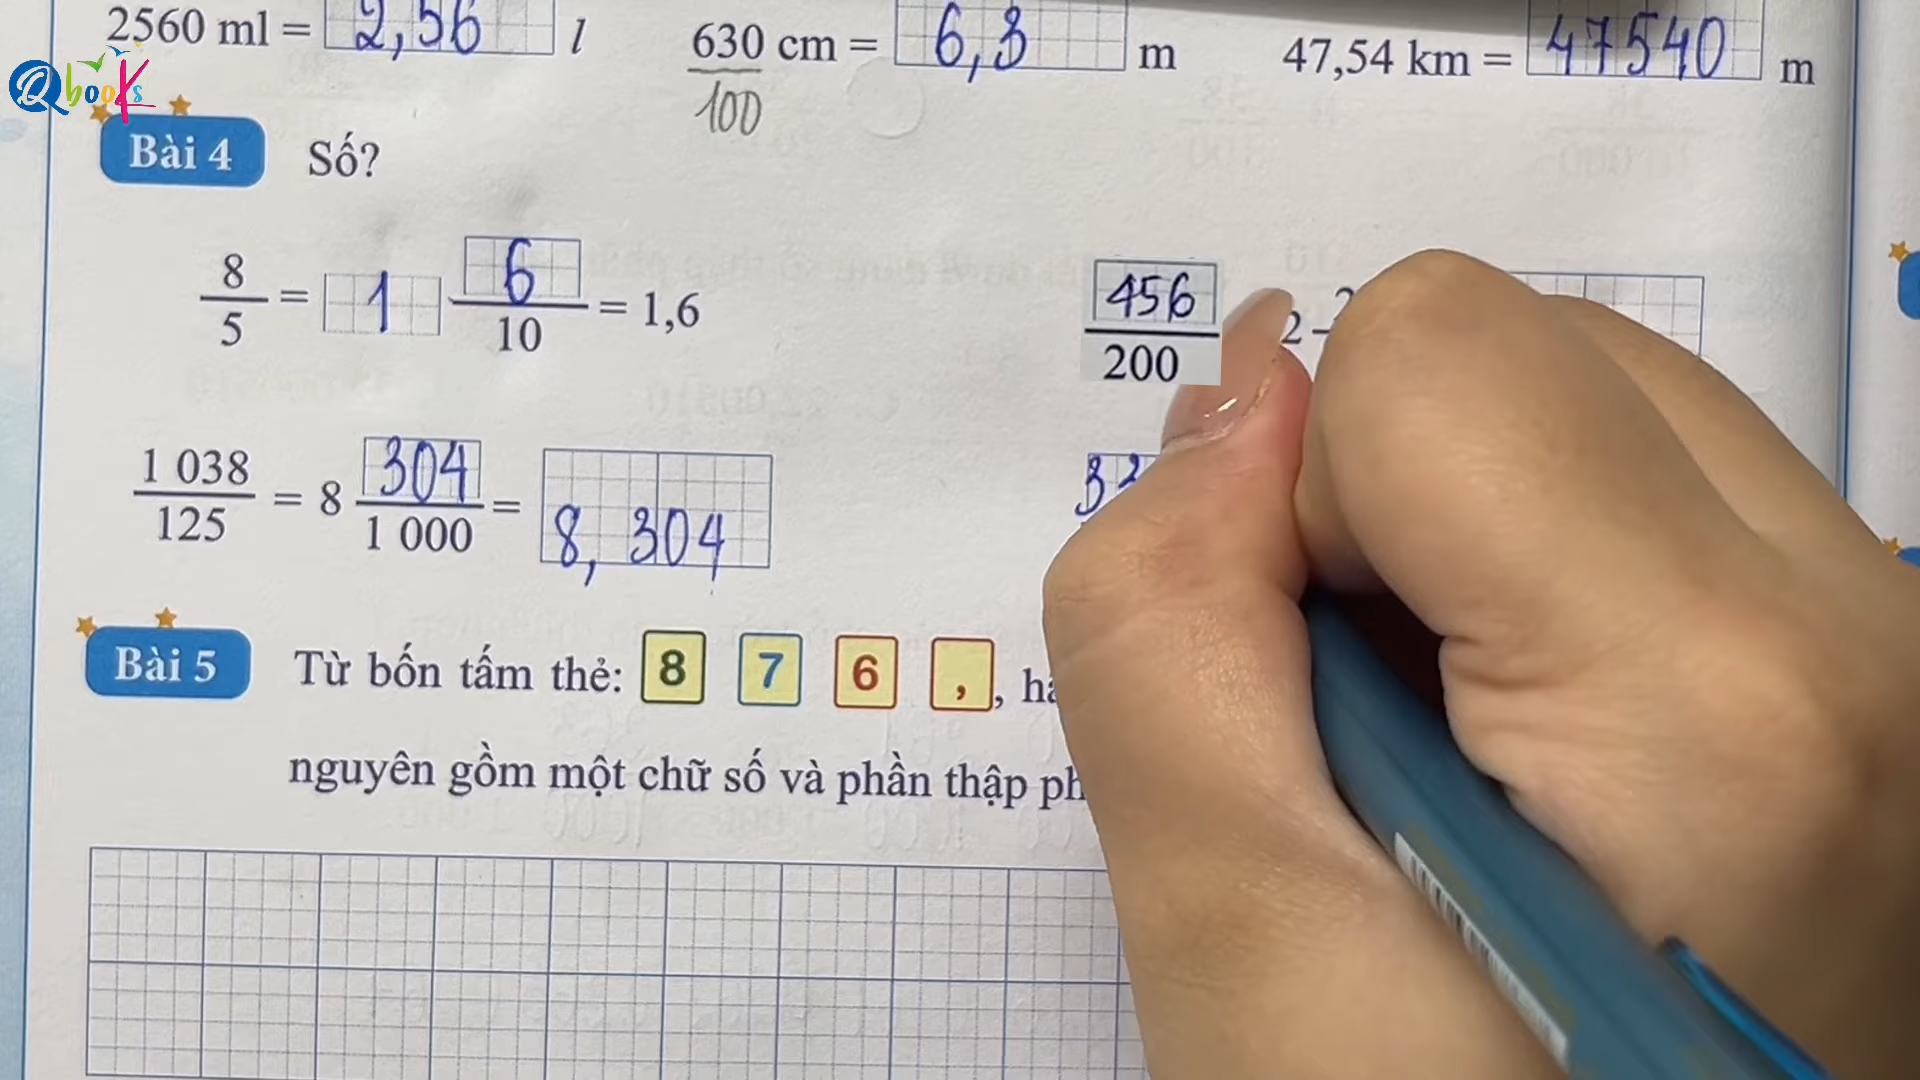 2560 ml = 2,56 l
630 cm = 6,3 m
100
47,54 km = 47540 m
Qbooks
Bài 4 Số?
8/5 = 1 6/10 = 1,6
456/200
2
1 038/125 = 8 304/1 000 = 8,304
Bài 5 Từ bốn tấm thẻ: 8 7 6 , ,
nguyên gồm một chữ số và phần thập